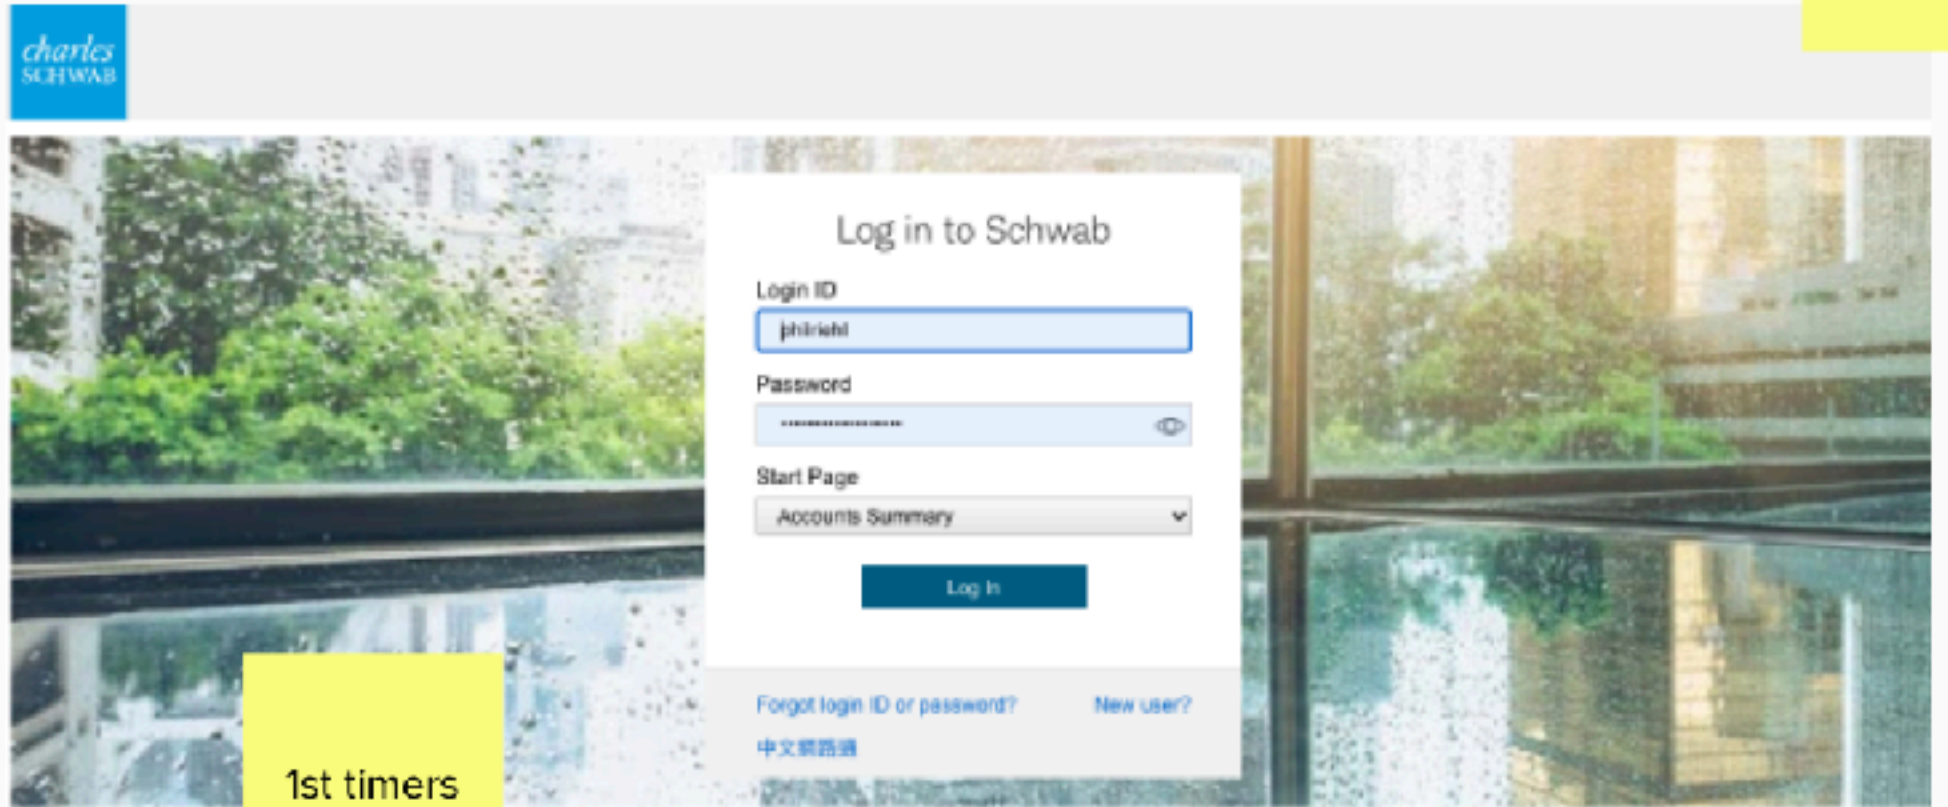 charles
SCHWAB
Log in to Schwab
Login ID
philriehl
Password
Start Page
Accounts Summary
Log In
Forgot login ID or password?
New user?
中文網路通
1st timers